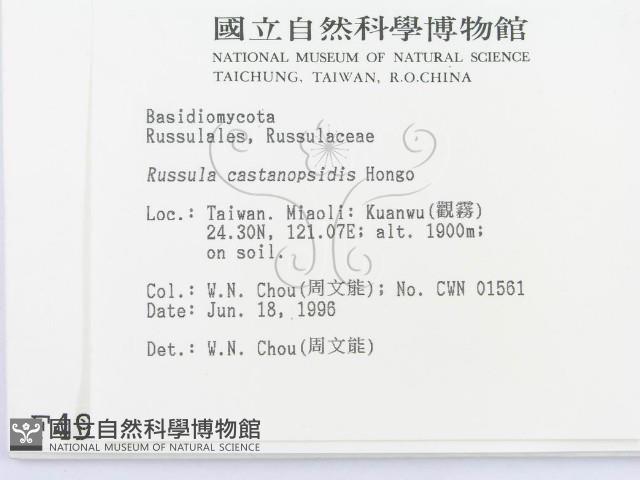 國立自然科學博物館
NATIONAL MUSEUM OF NATURAL SCIENCE
TAICHUNG, TAIWAN, R.O.CHINA
Basidiomycota
Russulales, Russulaceae
Russula castanopsidis Hongo
Loc.: Taiwan. Miaoli: Kuanwu(觀霧)
24.30N, 121.07E; alt. 1900m;
on soil.
Col.: W.N. Chou(周文能); No. CWN 01561
Date: Jun. 18, 1996
Det.: W.N. Chou(周文能)
F49
國立自然科學博物館
NATIONAL MUSEUM OF NATURAL SCIENCE